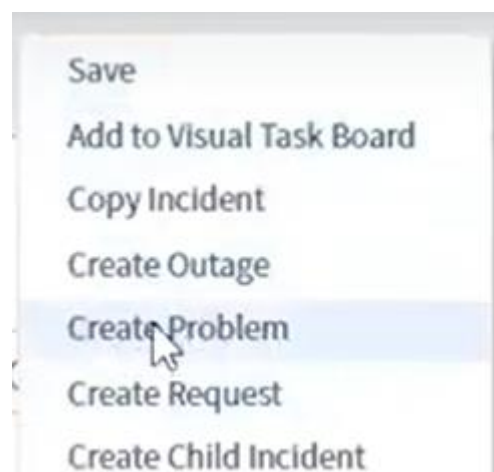 Save
Add to Visual Task Board
Copy Incident
Create Outage
Create Problem
Create Request
Create Child Incident